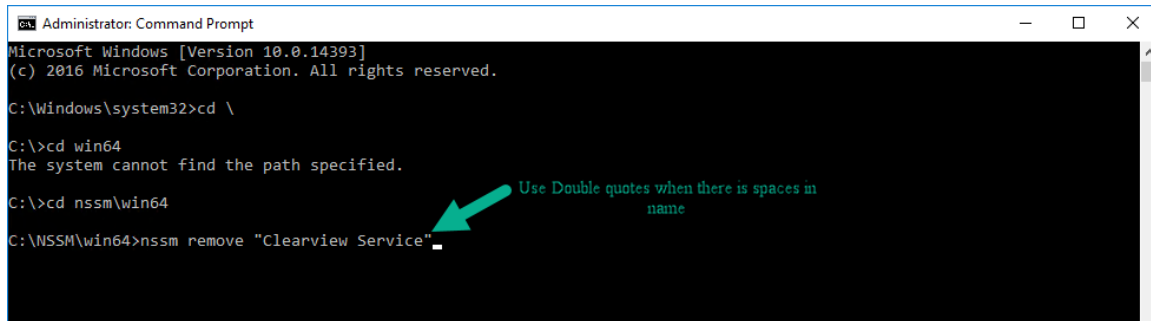 Administrator: Command Prompt
Microsoft Windows [Version 10.0.14393]
(c) 2016 Microsoft Corporation. All rights reserved.
C:\Windows\system32>cd \
C:\>cd win64
The system cannot find the path specified.
Use Double quotes when there is spaces in
name
C:\>cd nssm\win64
C:\NSSM\win64>nssm remove "Clearview Service"